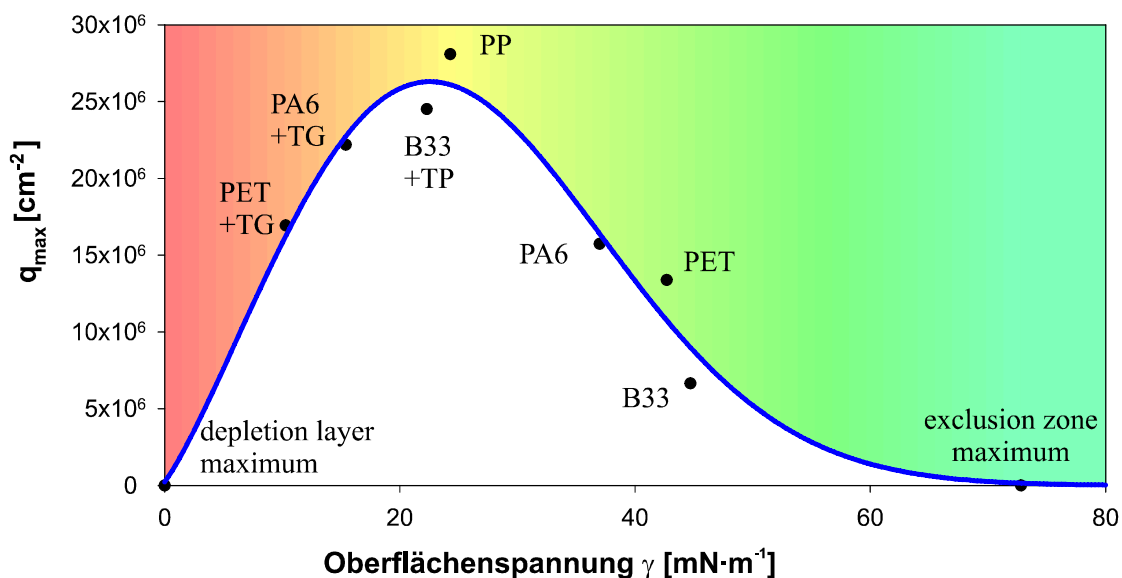 30x10⁶
25x10⁶
20x10⁶
15x10⁶
10x10⁶
5x10⁶
0
qmax [cm⁻²]
PP
PA6
+TG
B33
+TP
PET
+TG
PA6
PET
B33
depletion layer
maximum
exclusion zone
maximum
0
20
40
60
80
Oberflächenspannung γ [mN·m⁻¹]